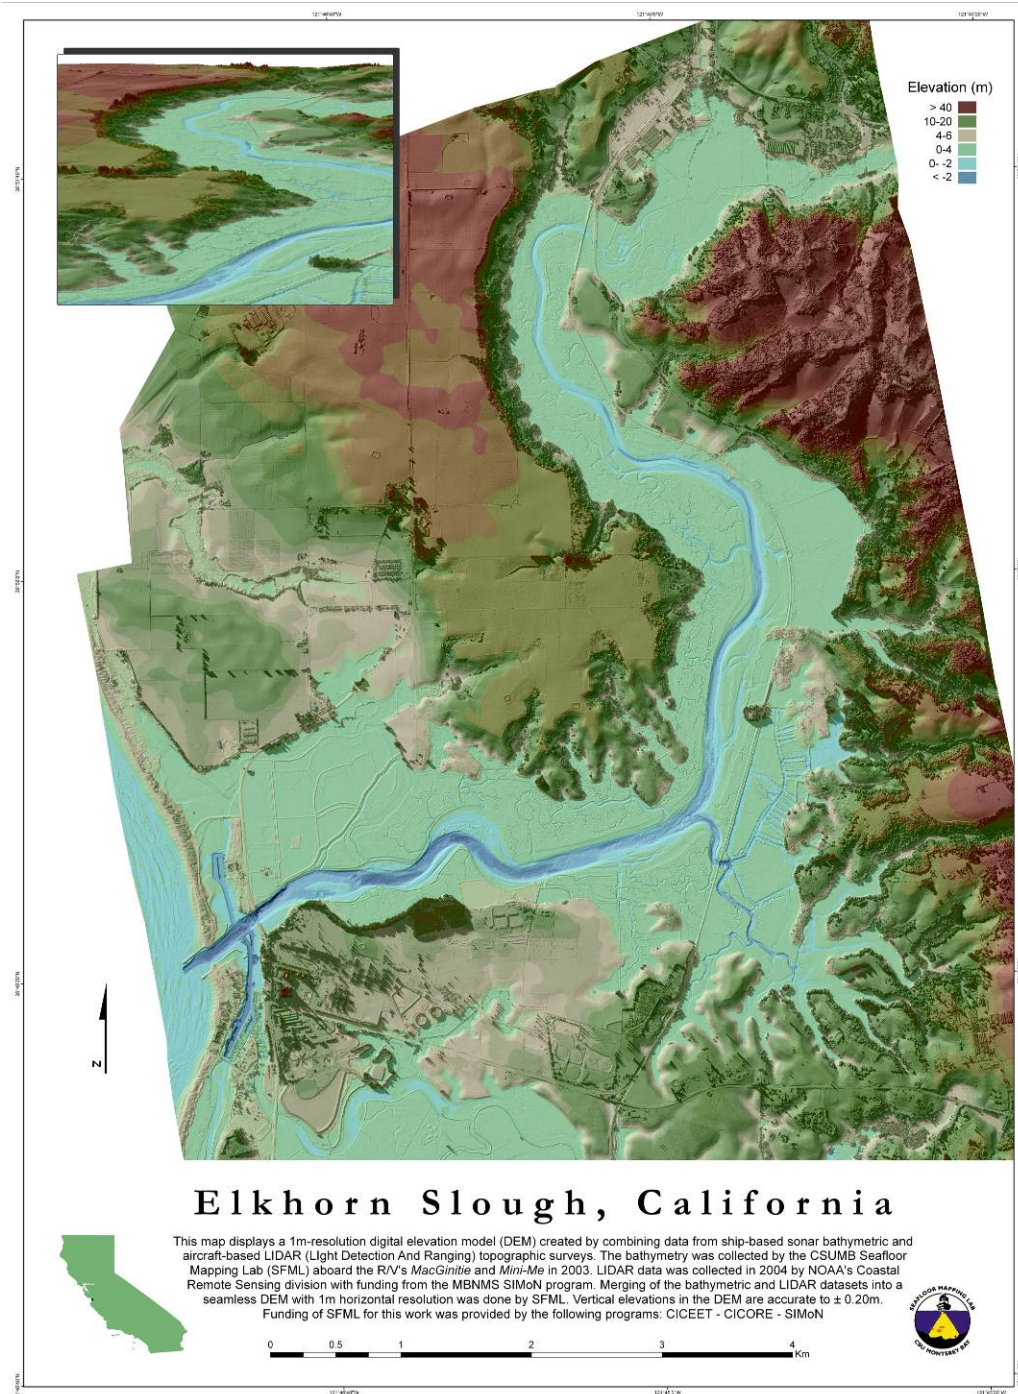 Elevation (m)
> 40
10-20
4-6
0-4
0- -2
< -2
N
Elkhorn Slough, California
This map displays a 1m-resolution digital elevation model (DEM) created by combining data from ship-based sonar bathymetric and
aircraft-based LIDAR (LIght Detection And Ranging) topographic surveys. The bathymetry was collected by the CSUMB Seafloor
Mapping Lab (SFML) aboard the R/V's MacGinitie and Mini-Me in 2003. LIDAR data was collected in 2004 by NOAA's Coastal
Remote Sensing division with funding from the MBNMS SIMoN program. Merging of the bathymetric and LIDAR datasets into a
seamless DEM with 1m horizontal resolution was done by SFML. Vertical elevations in the DEM are accurate to ± 0.20m.
Funding of SFML for this work was provided by the following programs: CICEET - CICORE - SIMoN
0 0.5 1 2 3 4
Km
SEAFLOOR MAPPING LAB
CSU MONTEREY BAY